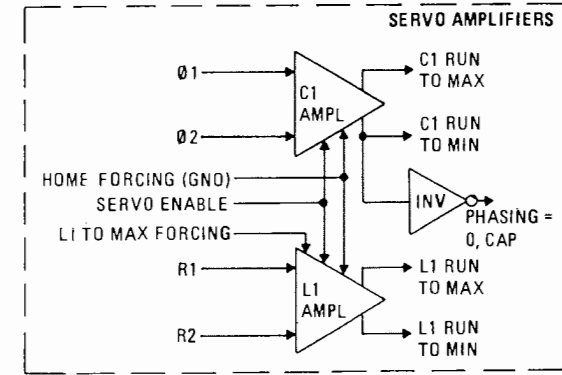 SERVO AMPLIFIERS
Ø1
C1
AMPL
C1 RUN
TO MAX
Ø2
C1 RUN
TO MIN
HOME FORCING (GND)
SERVO ENABLE
INV
PHASING =
0, CAP
L1 TO MAX FORCING
R1
L1
AMPL
L1 RUN
TO MAX
R2
L1 RUN
TO MIN